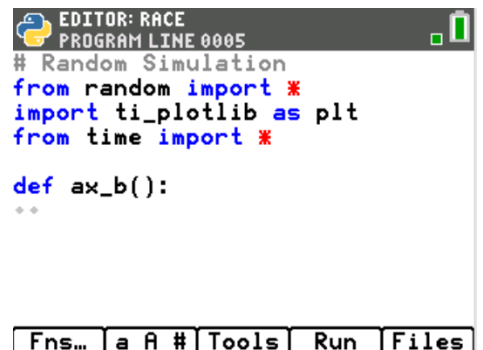 EDITOR: RACE
PROGRAM LINE 0005
# Random Simulation
from random import *
import ti_plotlib as plt
from time import *
def ax_b():
Fns… a A # Tools Run Files